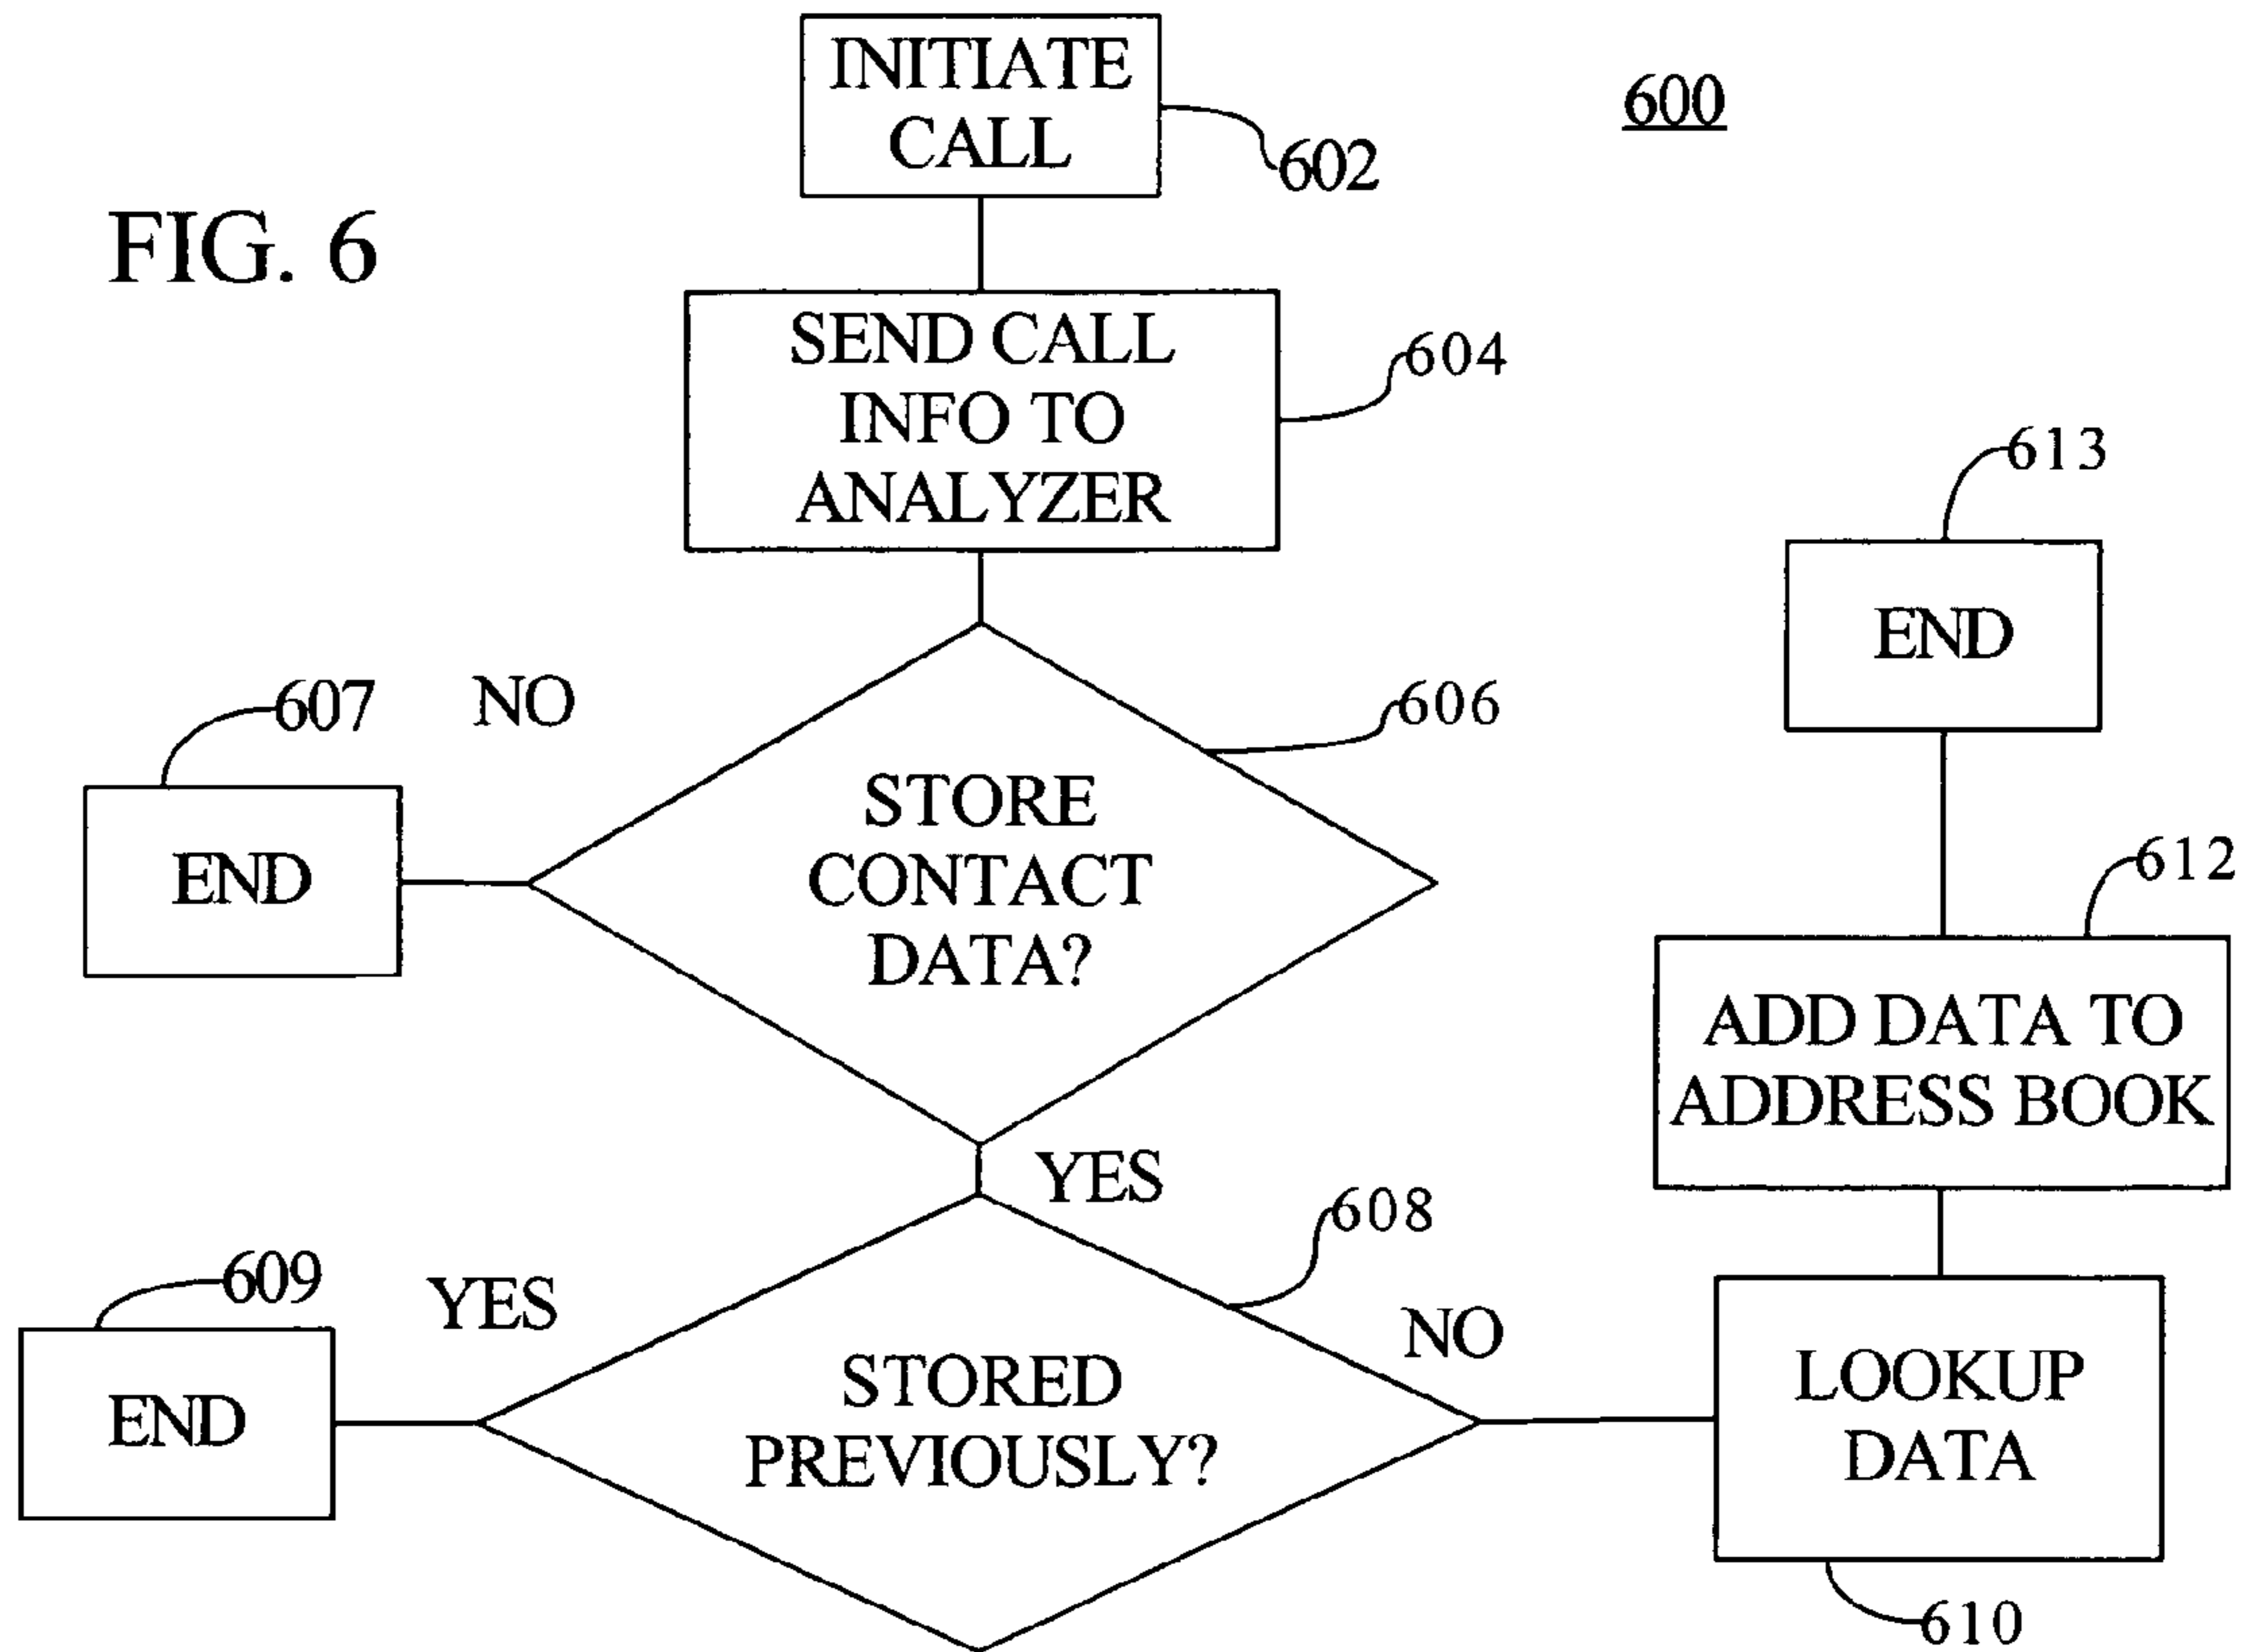 INITIATE
CALL
602
600
FIG. 6
SEND CALL
INFO TO
ANALYZER
604
613
END
607
NO
606
STORE
CONTACT
DATA?
END
612
ADD DATA TO
ADDRESS BOOK
YES
608
609
YES
NO
STORED
PREVIOUSLY?
END
LOOKUP
DATA
610